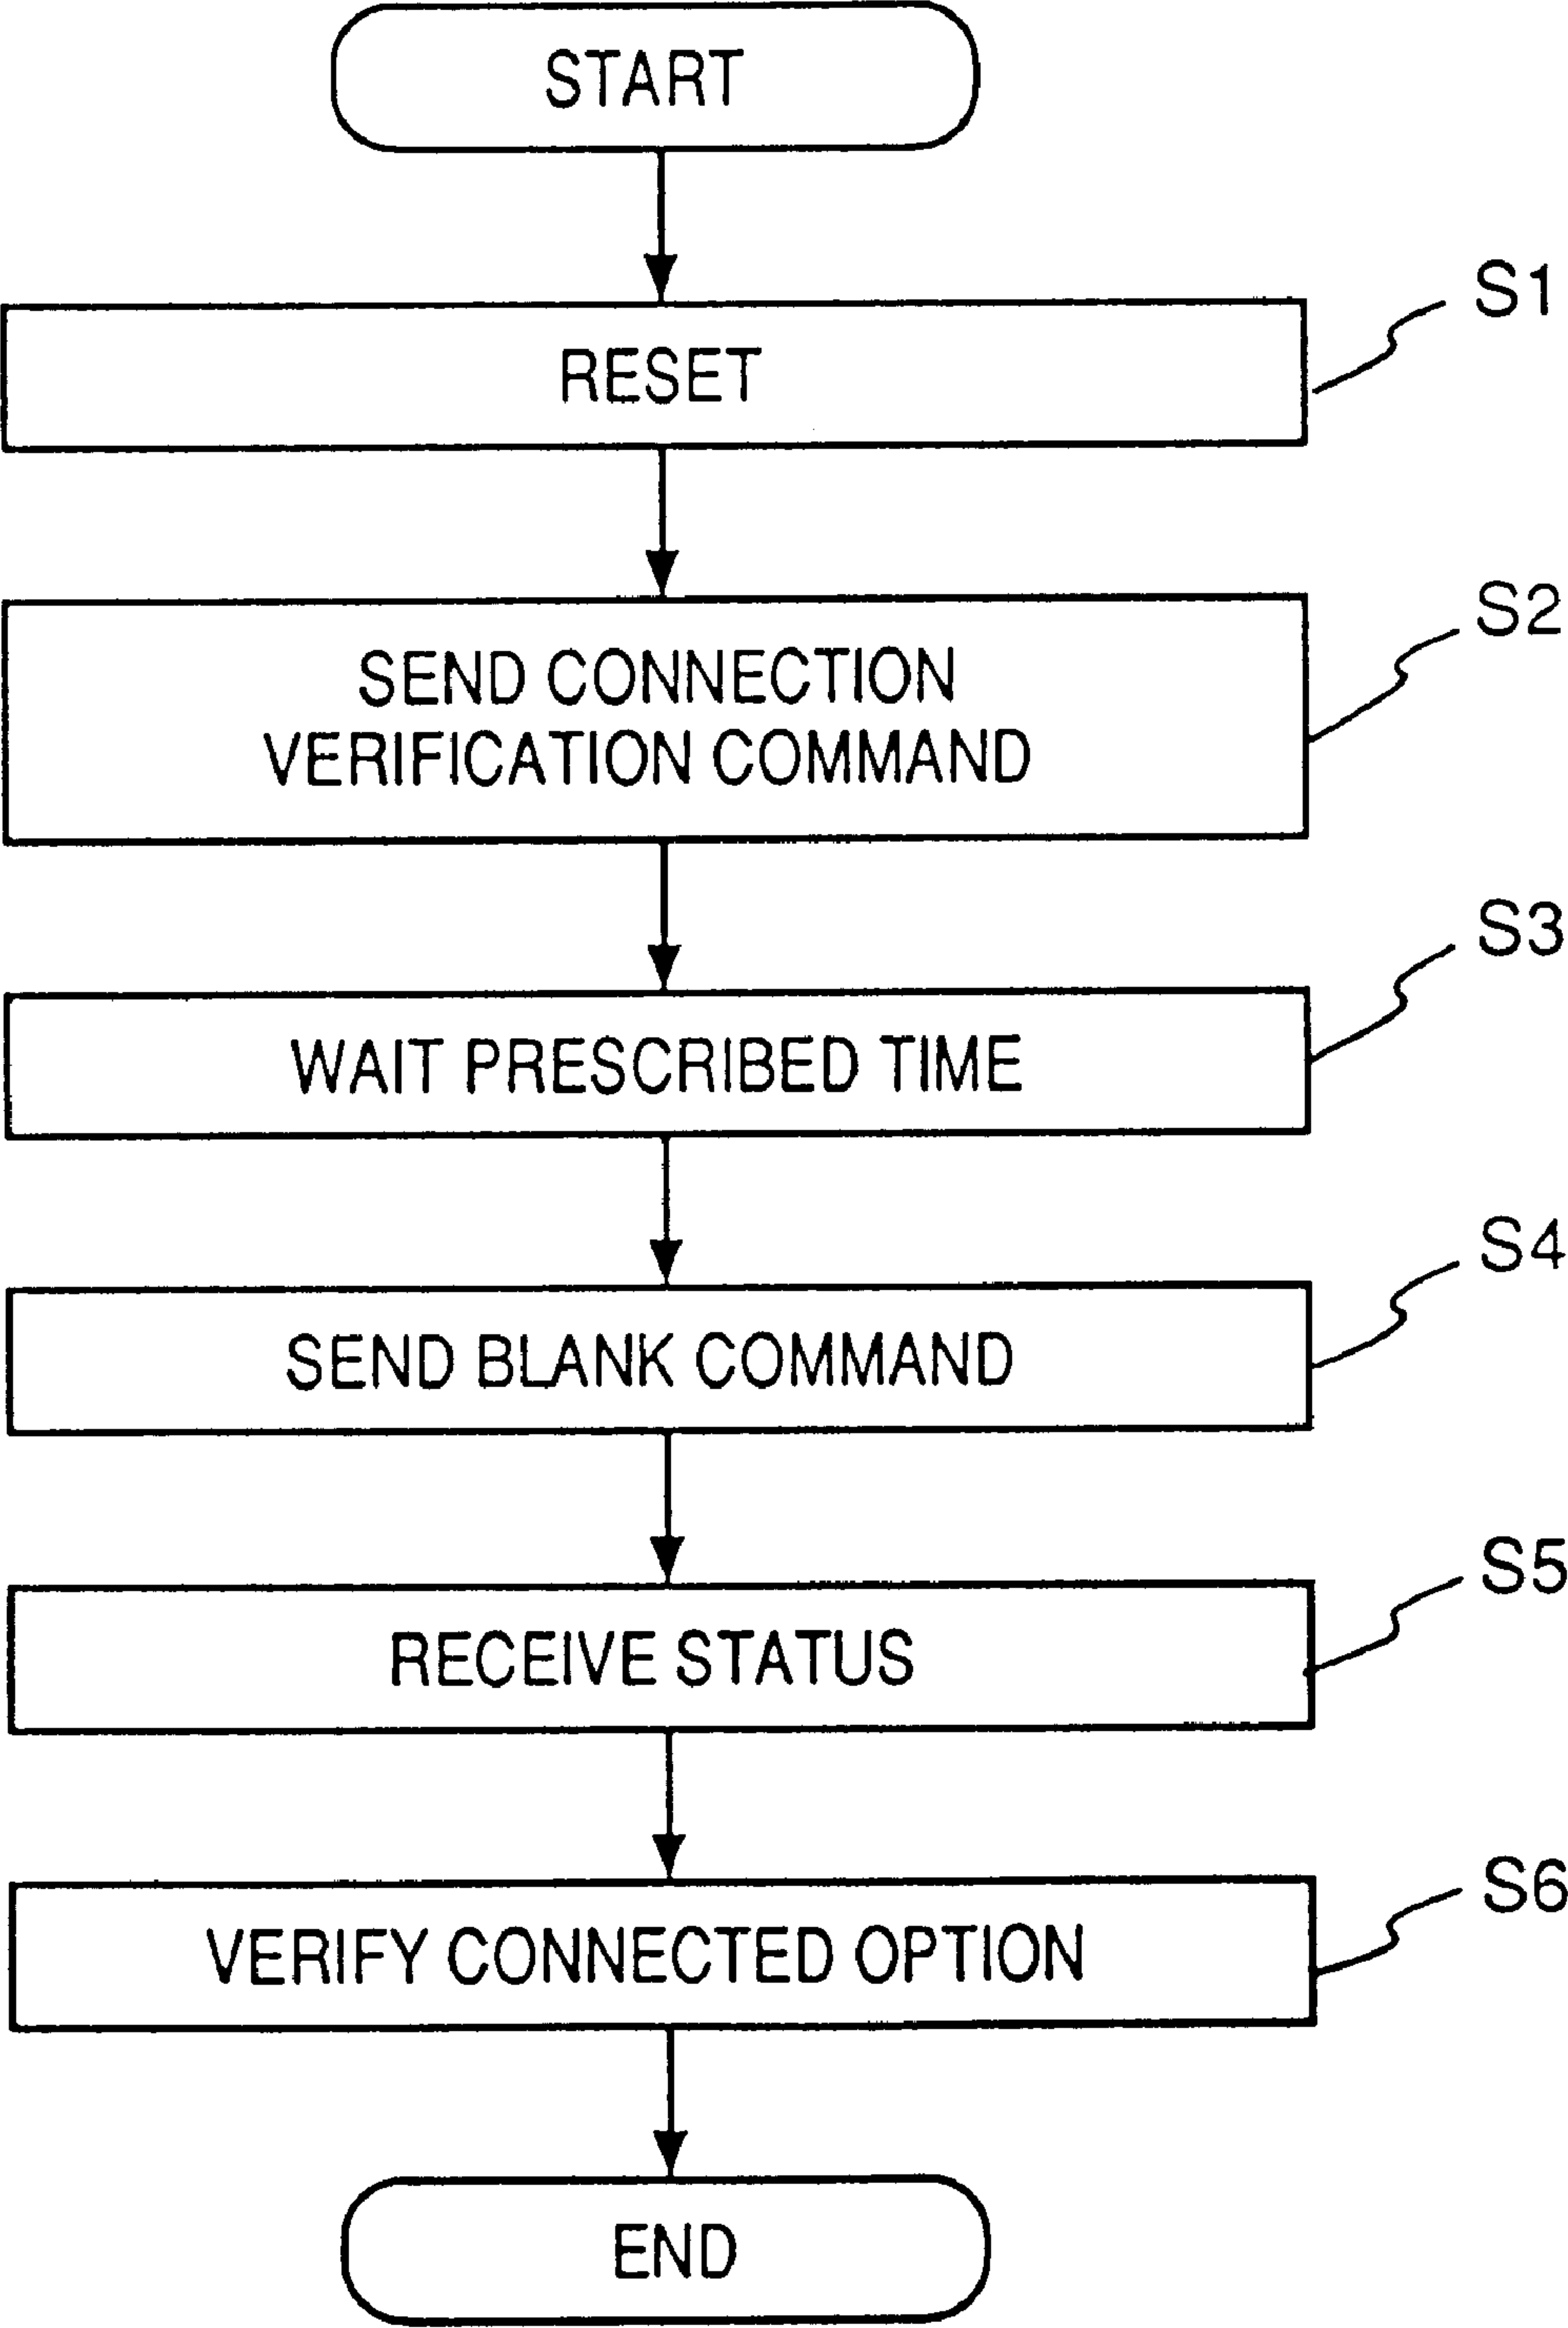 START
S1
RESET
S2
SEND CONNECTION
VERIFICATION COMMAND
S3
WAIT PRESCRIBED TIME
S4
SEND BLANK COMMAND
S5
RECEIVE STATUS
S6
VERIFY CONNECTED OPTION
END